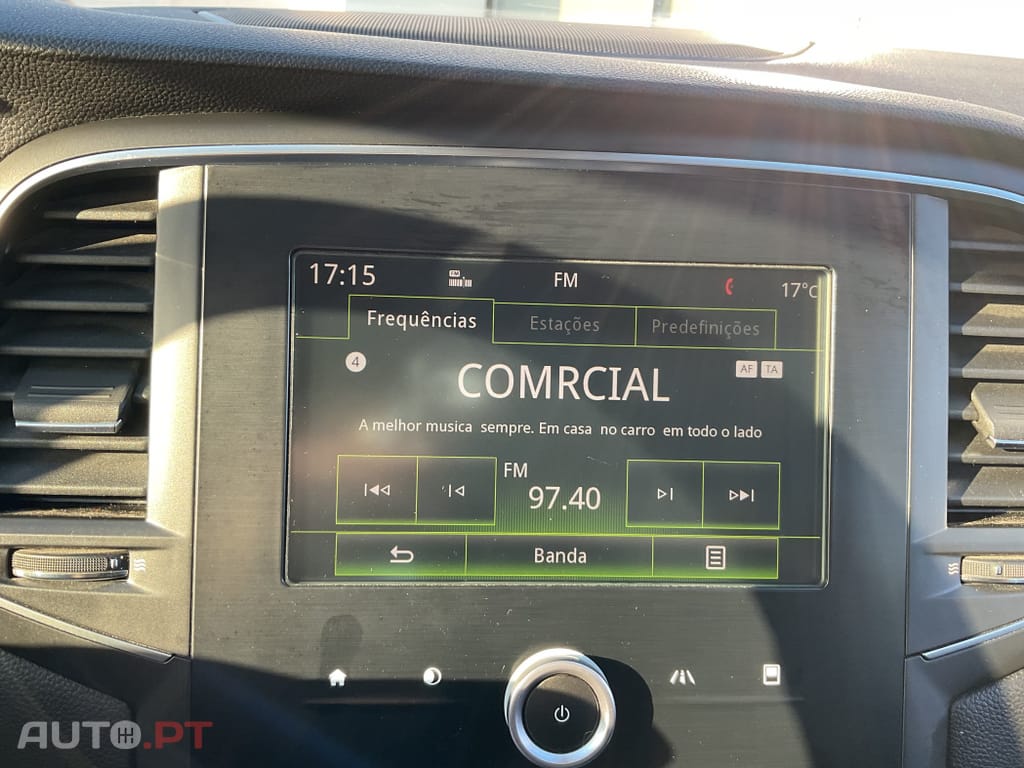 17:15 FM FM 17°C
Frequências Estações Predefinições
4 COMRCIAL AF TA
A melhor musica sempre. Em casa no carro em todo o lado
FM
97.40
Banda
AUTO.PT